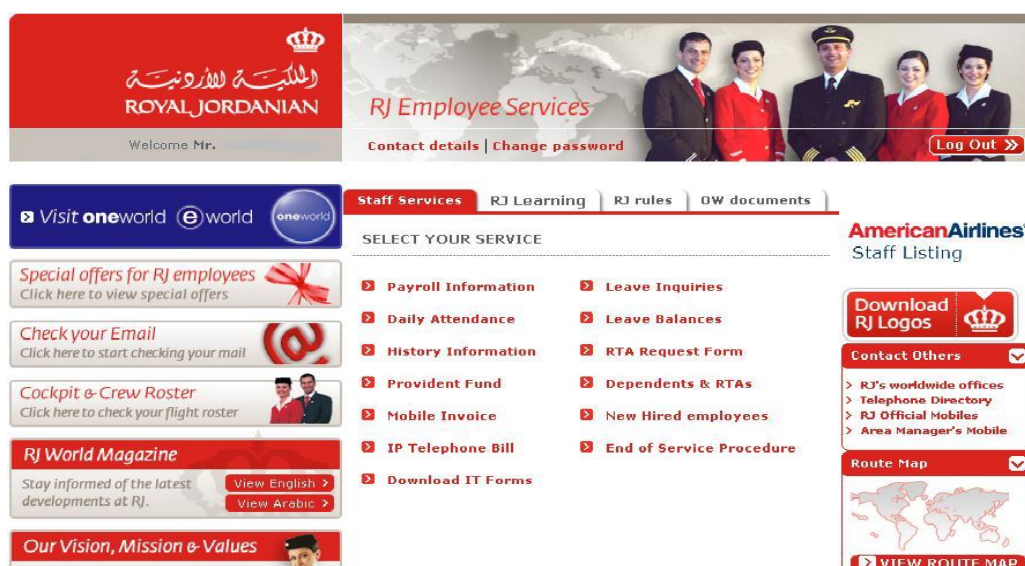 الملكية الأردنية
ROYAL JORDANIAN
Welcome Mr.
RJ Employee Services
Contact details | Change password
Log Out
Visit oneworld e world
oneworld
Special offers for RJ employees
Click here to view special offers
Check your Email
Click here to start checking your mail
@
Cockpit & Crew Roster
Click here to check your flight roster
RJ World Magazine
Stay informed of the latest
developments at RJ.
View English >
View Arabic >
Our Vision, Mission & Values
Staff Services
RJ Learning
RJ rules
OW documents
SELECT YOUR SERVICE
Payroll Information
Daily Attendance
History Information
Provident Fund
Mobile Invoice
IP Telephone Bill
Download IT Forms
Leave Inquiries
Leave Balances
RTA Request Form
Dependents & RTAs
New Hired employees
End of Service Procedure
AmericanAirlines
Staff Listing
Download
RJ Logos
Contact Others
> RJ's worldwide offices
> Telephone Directory
> RJ Official Mobiles
> Area Manager's Mobile
Route Map
> VIEW ROUTE MAP